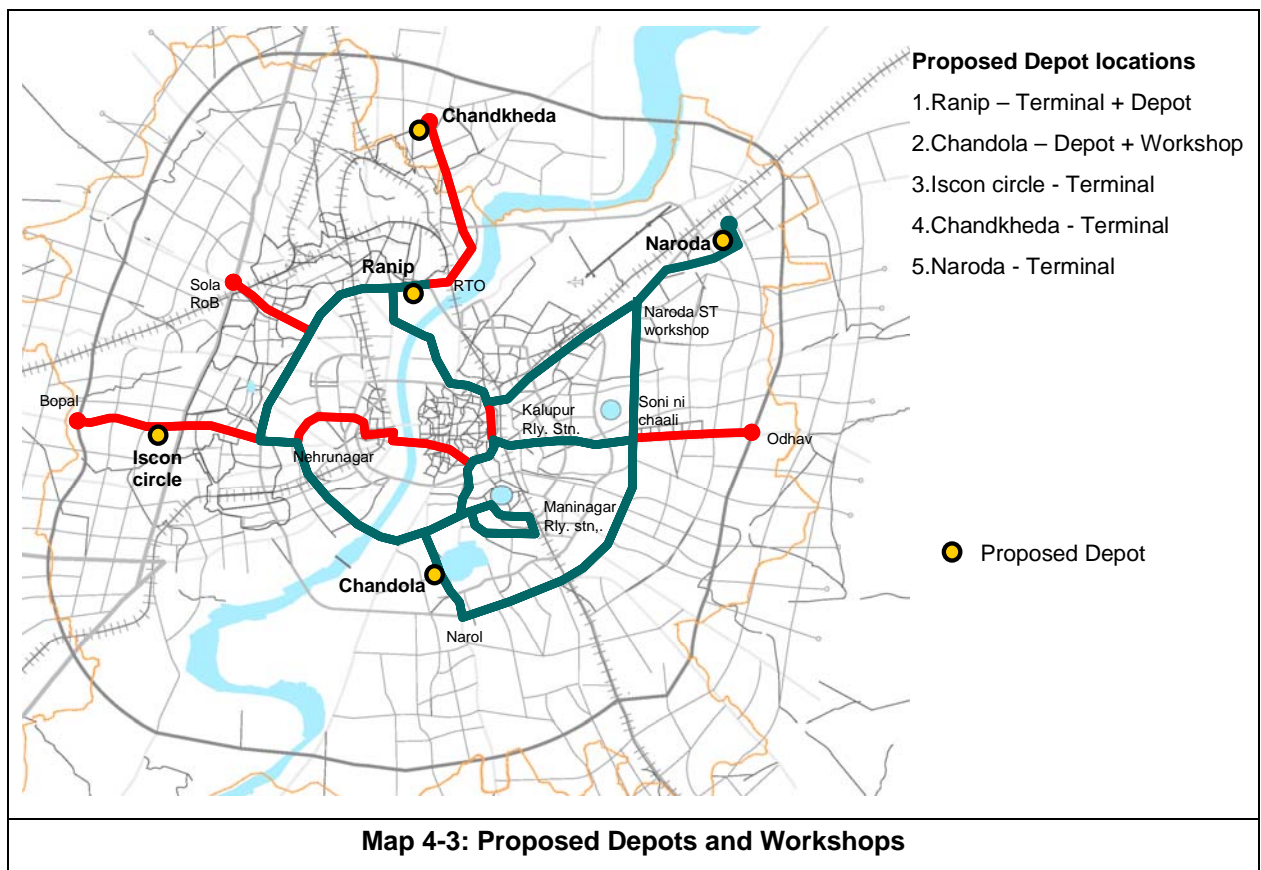 Proposed Depot locations
1.Ranip – Terminal + Depot
2.Chandola – Depot + Workshop
3.Iscon circle - Terminal
4.Chandkheda - Terminal
5.Naroda - Terminal
Chandkheda
Naroda
Ranip
RTO
Sola
RoB
Naroda ST
workshop
Bopal
Kalupur
Rly. Stn.
Soni ni
chaali
Odhav
Iscon
circle
Nehrunagar
Maninagar
Rly. stn,.
Proposed Depot
Chandola
Narol
Map 4-3: Proposed Depots and Workshops